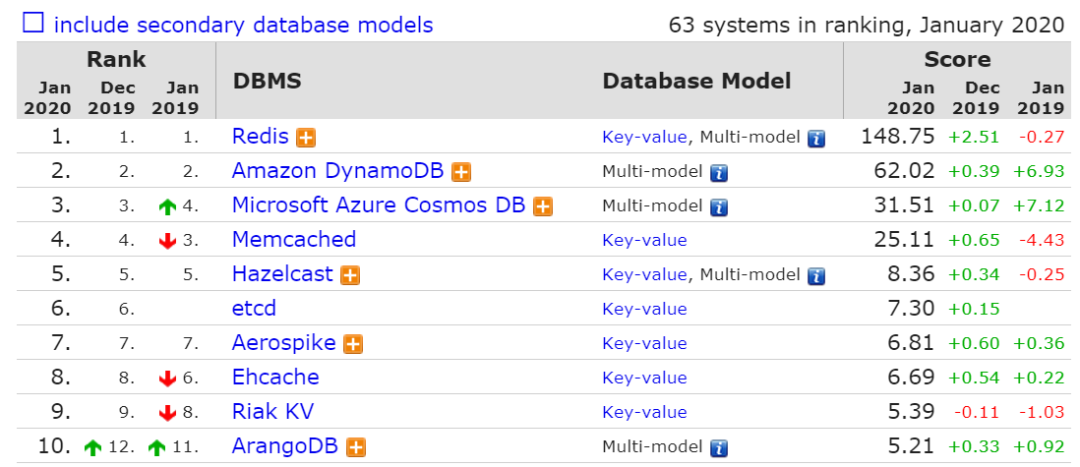 include secondary database models 63 systems in ranking, January 2020
Rank DBMS Database Model Score
Jan 2020 Dec 2019 Jan 2019 Jan 2020 Dec 2019 Jan 2019
1. 1. 1. Redis Key-value, Multi-model 148.75 +2.51 -0.27
2. 2. 2. Amazon DynamoDB Multi-model 62.02 +0.39 +6.93
3. 3. 4. Microsoft Azure Cosmos DB Multi-model 31.51 +0.07 +7.12
4. 4. 3. Memcached Key-value 25.11 +0.65 -4.43
5. 5. 5. Hazelcast Key-value, Multi-model 8.36 +0.34 -0.25
6. 6. etcd Key-value 7.30 +0.15
7. 7. 7. Aerospike Key-value 6.81 +0.60 +0.36
8. 8. 6. Ehcache Key-value 6.69 +0.54 +0.22
9. 9. 8. Riak KV Key-value 5.39 -0.11 -1.03
10. 12. 11. ArangoDB Multi-model 5.21 +0.33 +0.92